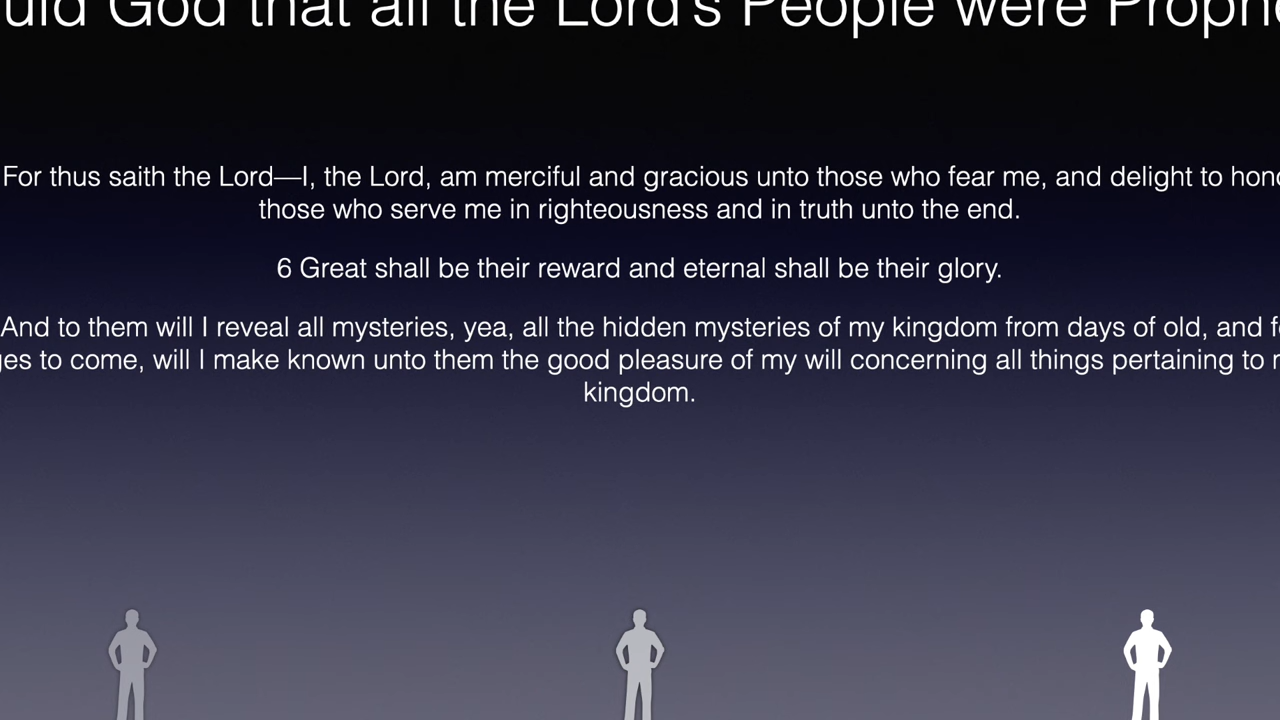 uld God that all the Lord's People were Prophe
For thus saith the Lord—I, the Lord, am merciful and gracious unto those who fear me, and delight to hono
those who serve me in righteousness and in truth unto the end.
6 Great shall be their reward and eternal shall be their glory.
And to them will I reveal all mysteries, yea, all the hidden mysteries of my kingdom from days of old, and f
ges to come, will I make known unto them the good pleasure of my will concerning all things pertaining to
kingdom.